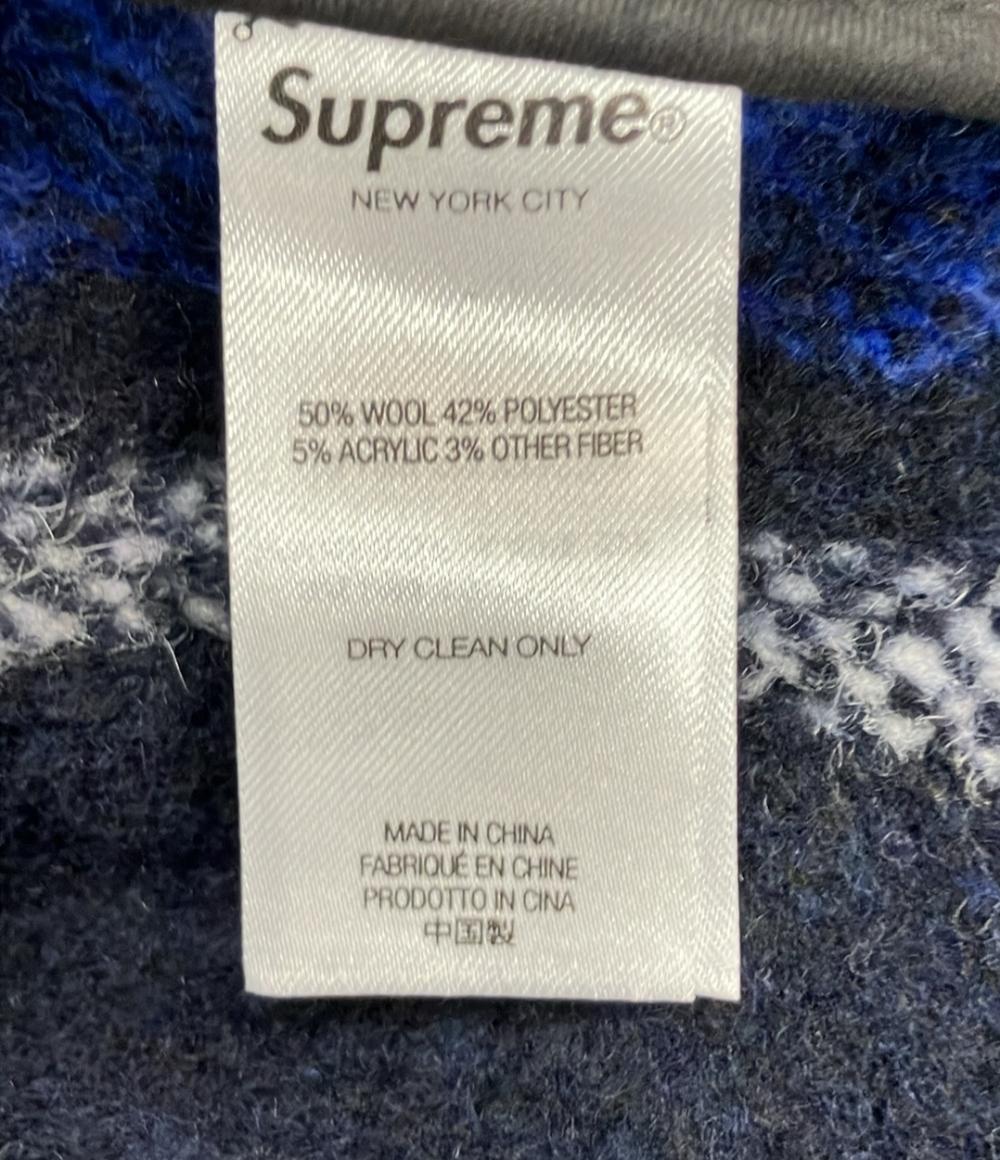 Supreme®
NEW YORK CITY
50% WOOL 42% POLYESTER
5% ACRYLIC 3% OTHER FIBER
DRY CLEAN ONLY
MADE IN CHINA
FABRIQUÉ EN CHINE
PRODOTTO IN CINA
中国製